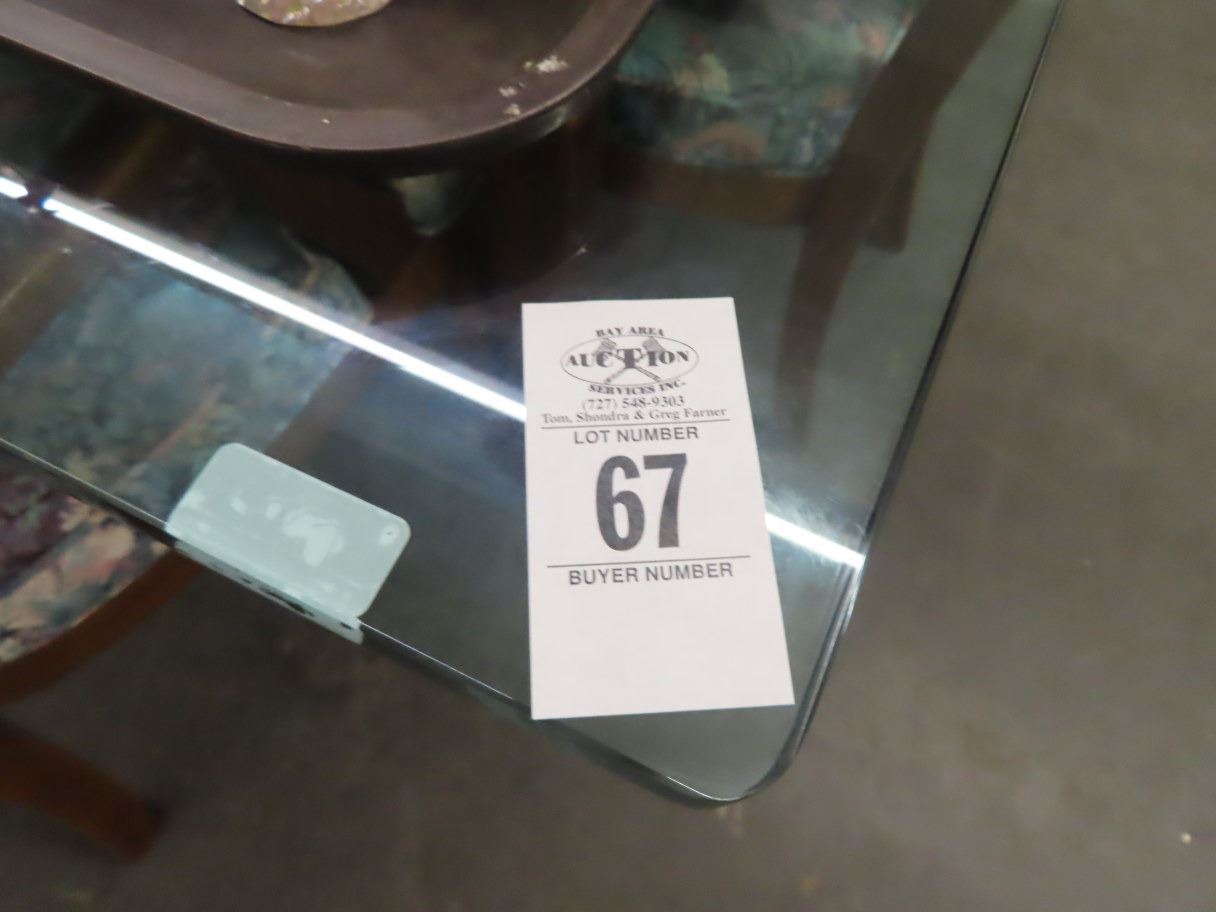 BAY AREA
AUCTION
SERVICES INC.
(727) 548-9303
Tom, Shondra & Greg Farner
LOT NUMBER
67
BUYER NUMBER